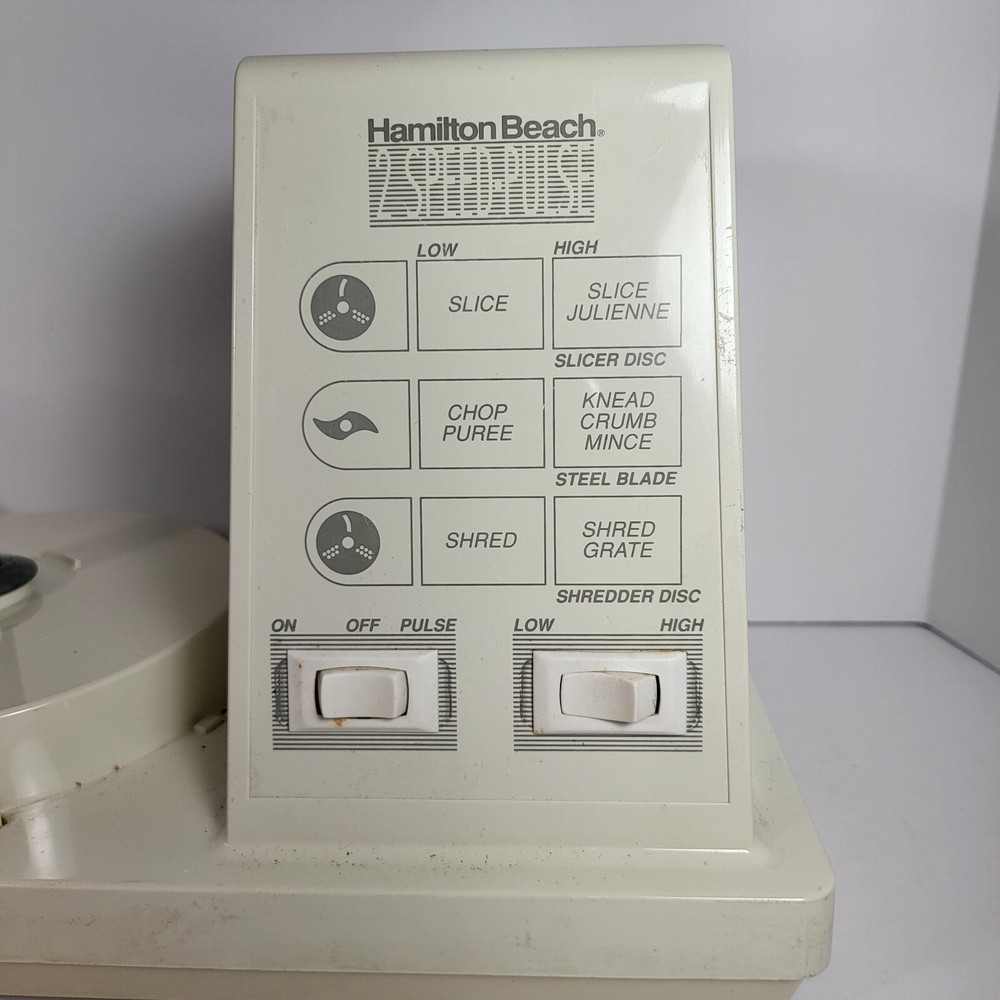 Hamilton Beach®
2 SPEED·PULSE
LOW HIGH
SLICE
SLICE
JULIENNE
SLICER DISC
CHOP
PUREE
KNEAD
CRUMB
MINCE
STEEL BLADE
SHRED
SHRED
GRATE
SHREDDER DISC
ON OFF PULSE
LOW HIGH